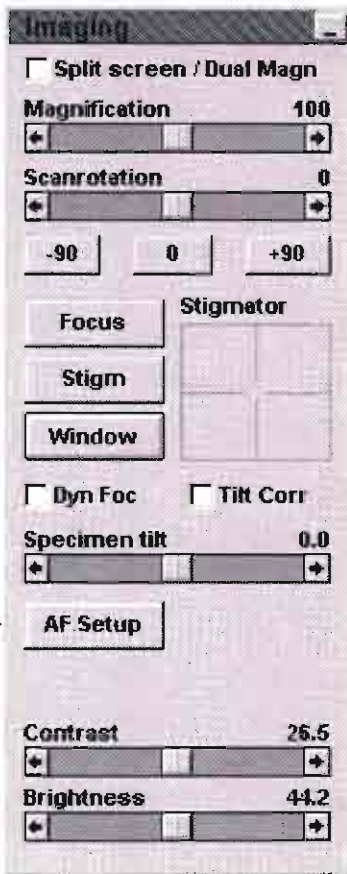 Imaging
Split screen / Dual Magn
Magnification 100
Scanrotation 0
-90 0 +90
Focus
Stigmator
Stigm
Window
Dyn Foc Tilt Corr
Specimen tilt 0.0
AF Setup
Contrast 26.5
Brightness 44.2